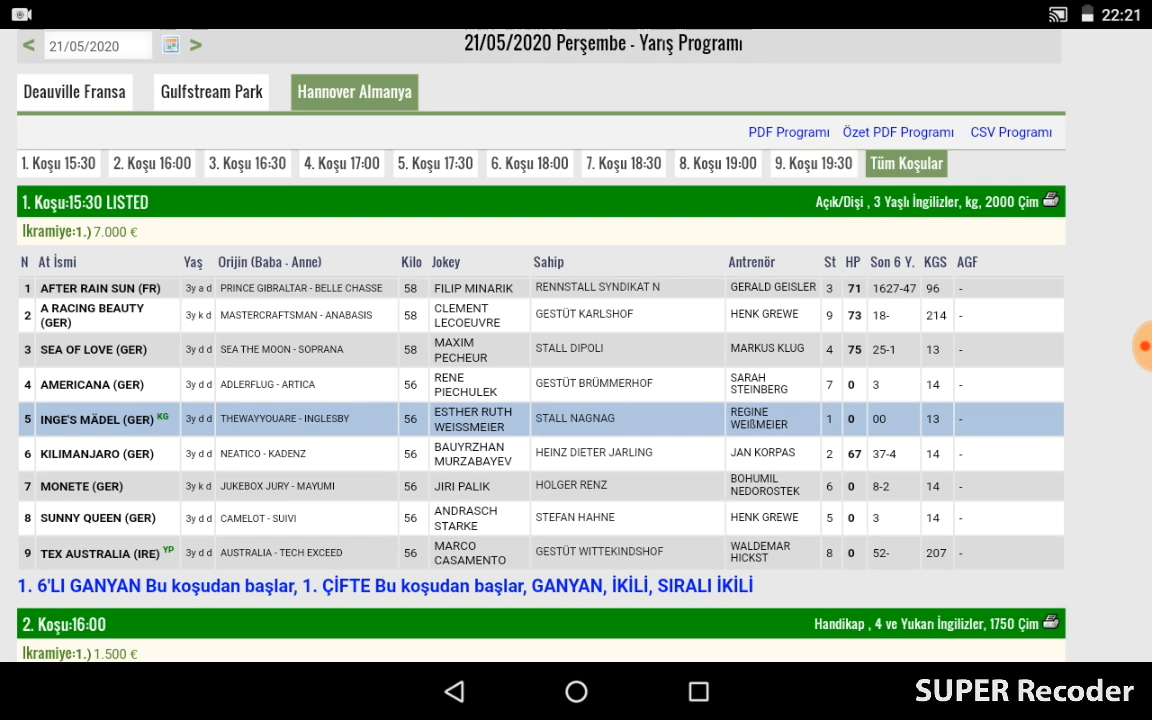 22:21
< 21/05/2020 >
21/05/2020 Perşembe - Yarış Programı
Deauville Fransa Gulfstream Park Hannover Almanya
PDF Programı Özet PDF Programı CSV Programı
1. Koşu 15:30 2. Koşu 16:00 3. Koşu 16:30 4. Koşu 17:00 5. Koşu 17:30 6. Koşu 18:00 7. Koşu 18:30 8. Koşu 19:00 9. Koşu 19:30 Tüm Koşular
1. Koşu:15:30 LISTED Açık/Dişi , 3 Yaşlı İngilizler, kg, 2000 Çim
İkramiye:1.) 7.000 €
N At İsmi Yaş Orijin (Baba - Anne) Kilo Jokey Sahip Antrenör St HP Son 6 Y. KGS AGF
1 AFTER RAIN SUN (FR) 3y a d PRINCE GIBRALTAR - BELLE CHASSE 58 FILIP MINARIK RENNSTALL SYNDIKAT N GERALD GEISLER 3 71 1627-47 96 -
2 A RACING BEAUTY (GER) 3y k d MASTERCRAFTSMAN - ANABASIS 58 CLEMENT LECOEUVRE GESTÜT KARLSHOF HENK GREWE 9 73 18- 214 -
3 SEA OF LOVE (GER) 3y d d SEA THE MOON - SOPRANA 58 MAXIM PECHEUR STALL DIPOLI MARKUS KLUG 4 75 25-1 13 -
4 AMERICANA (GER) 3y d d ADLERFLUG - ARTICA 56 RENE PIECHULEK GESTÜT BRÜMMERHOF SARAH STEINBERG 7 0 3 14 -
5 INGE'S MÄDEL (GER) KG 3y d d THEWAYYOUARE - INGLESBY 56 ESTHER RUTH WEISSMEIER STALL NAGNAG REGINE WEIßMEIER 1 0 00 13 -
6 KILIMANJARO (GER) 3y d d NEATICO - KADENZ 56 BAUYRZHAN MURZABAYEV HEINZ DIETER JARLING JAN KORPAS 2 67 37-4 14 -
7 MONETE (GER) 3y k d JUKEBOX JURY - MAYUMI 56 JIRI PALIK HOLGER RENZ BOHUMIL NEDOROSTEK 6 0 8-2 14 -
8 SUNNY QUEEN (GER) 3y d d CAMELOT - SUIVI 56 ANDRASCH STARKE STEFAN HAHNE HENK GREWE 5 0 3 14 -
9 TEX AUSTRALIA (IRE) YP 3y d d AUSTRALIA - TECH EXCEED 56 MARCO CASAMENTO GESTÜT WITTEKINDSHOF WALDEMAR HICKST 8 0 52- 207 -
1. 6'LI GANYAN Bu koşudan başlar, 1. ÇİFTE Bu koşudan başlar, GANYAN, İKİLİ, SIRALI İKİLİ
2. Koşu:16:00 Handikap , 4 ve Yukarı İngilizler, 1750 Çim
İkramiye:1.) 1.500 €
SUPER Recoder